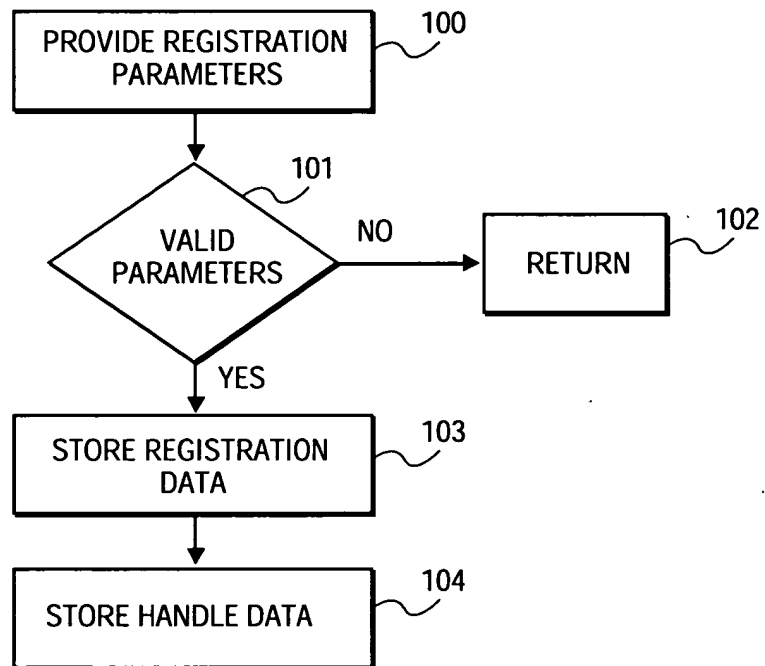 PROVIDE REGISTRATION
PARAMETERS
100
101
VALID
PARAMETERS
NO
RETURN
102
YES
STORE REGISTRATION
DATA
103
STORE HANDLE DATA
104